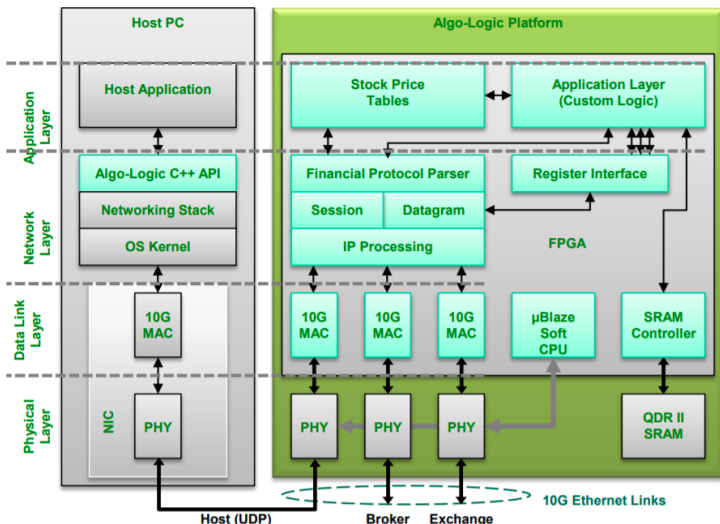 Host PC
Algo-Logic Platform
Application
Layer
Host Application
Stock Price
Tables
Application Layer
(Custom Logic)
Network
Layer
Algo-Logic C++ API
Networking Stack
OS Kernel
Financial Protocol Parser
Session
Datagram
IP Processing
Register Interface
FPGA
Data Link
Layer
10G
MAC
10G
MAC
10G
MAC
10G
MAC
µBlaze
Soft
CPU
SRAM
Controller
Physical
Layer
NIC
PHY
PHY
PHY
PHY
QDR II
SRAM
10G Ethernet Links
Host (UDP)
Broker
Exchange